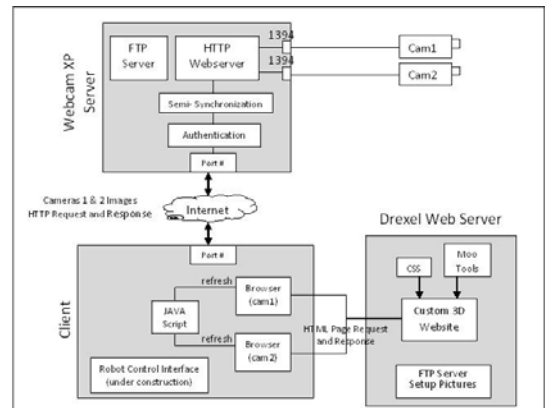 Webcam XP
Server
FTP
Server
HTTP
Webserver
1394
1394
Cam1
Cam2
Semi- Synchronization
Authentication
Port #
Cameras 1 & 2 Images
HTTP Request and Response
Internet
Port #
Client
refresh
Browser
(cam1)
JAVA
Script
refresh
Browser
(cam2)
Robot Control Interface
(under construction)
HTML Page Request
and Response
Drexel Web Server
CSS
Moo
Tools
Custom 3D
Website
FTP Server
Setup Pictures